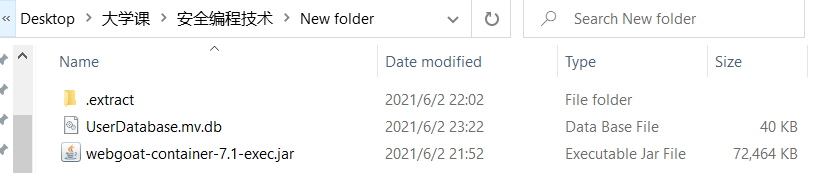 « Desktop > 大学课 > 安全编程技术 > New folder Search New folder
Name Date modified Type Size
.extract 2021/6/2 22:02 File folder
UserDatabase.mv.db 2021/6/2 23:22 Data Base File 40 KB
webgoat-container-7.1-exec.jar 2021/6/2 21:52 Executable Jar File 72,464 KB